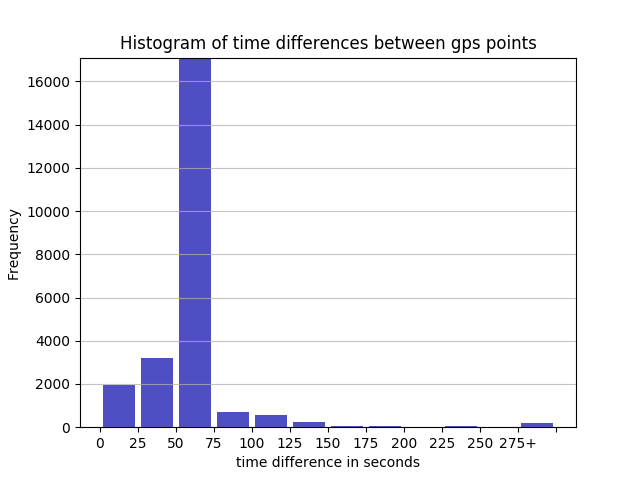 Histogram of time differences between gps points
16000
14000
12000
10000
8000
6000
4000
2000
0
Frequency
0 25 50 75 100 125 150 175 200 225 250 275+
time difference in seconds